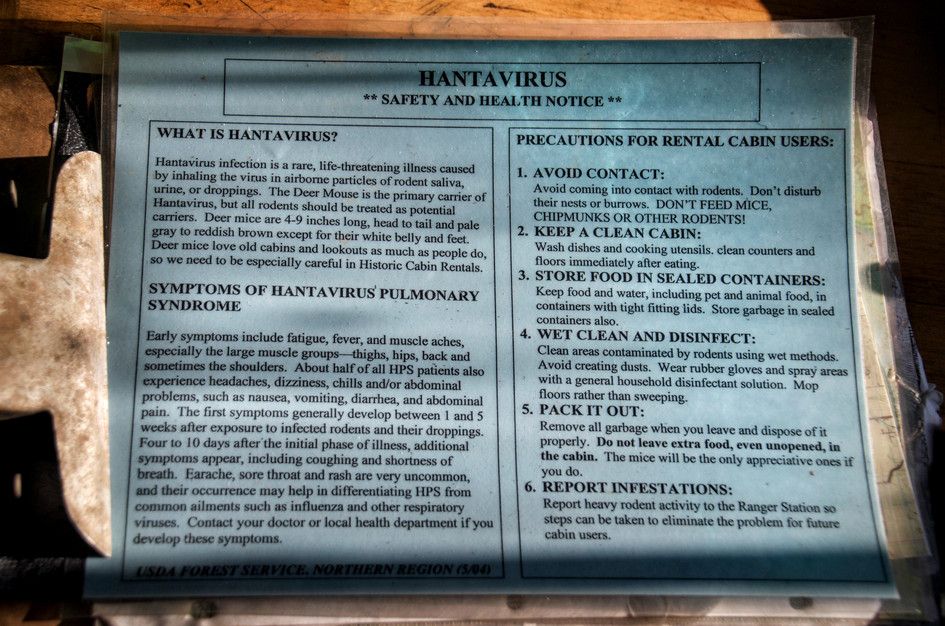 HANTAVIRUS
** SAFETY AND HEALTH NOTICE **
WHAT IS HANTAVIRUS?
Hantavirus infection is a rare, life-threatening illness caused
by inhaling the virus in airborne particles of rodent saliva,
urine, or droppings. The Deer Mouse is the primary carrier of
Hantavirus, but all rodents should be treated as potential
carriers. Deer mice are 4-9 inches long, head to tail and pale
gray to reddish brown except for their white belly and feet.
Deer mice love old cabins and lookouts as much as people do,
so we need to be especially careful in Historic Cabin Rentals.
SYMPTOMS OF HANTAVIRUS PULMONARY
SYNDROME
Early symptoms include fatigue, fever, and muscle aches,
especially the large muscle groups—thighs, hips, back and
sometimes the shoulders. About half of all HPS patients also
experience headaches, dizziness, chills and/or abdominal
problems, such as nausea, vomiting, diarrhea, and abdominal
pain. The first symptoms generally develop between 1 and 5
weeks after exposure to infected rodents and their droppings.
Four to 10 days after the initial phase of illness, additional
symptoms appear, including coughing and shortness of
breath. Earache, sore throat and rash are very uncommon,
and their occurrence may help in differentiating HPS from
common ailments such as influenza and other respiratory
viruses. Contact your doctor or local health department if you
develop these symptoms.
USDA FOREST SERVICE, NORTHERN REGION (5/04)
PRECAUTIONS FOR RENTAL CABIN USERS:
1. AVOID CONTACT:
Avoid coming into contact with rodents. Don't disturb
their nests or burrows. DON'T FEED MICE,
CHIPMUNKS OR OTHER RODENTS!
2. KEEP A CLEAN CABIN:
Wash dishes and cooking utensils. clean counters and
floors immediately after eating.
3. STORE FOOD IN SEALED CONTAINERS:
Keep food and water, including pet and animal food, in
containers with tight fitting lids. Store garbage in sealed
containers also.
4. WET CLEAN AND DISINFECT:
Clean areas contaminated by rodents using wet methods.
Avoid creating dusts. Wear rubber gloves and spray areas
with a general household disinfectant solution. Mop
floors rather than sweeping.
5. PACK IT OUT:
Remove all garbage when you leave and dispose of it
properly. Do not leave extra food, even unopened, in
the cabin. The mice will be the only appreciative ones if
you do.
6. REPORT INFESTATIONS:
Report heavy rodent activity to the Ranger Station so
steps can be taken to eliminate the problem for future
cabin users.